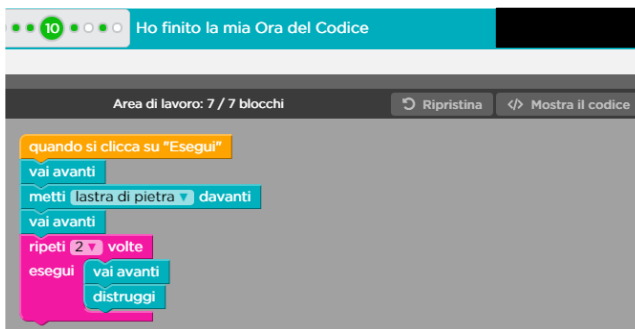 10 Ho finito la mia Ora del Codice
Area di lavoro: 7 / 7 blocchi Ripristina </> Mostra il codice
quando si clicca su "Esegui"
vai avanti
metti lastra di pietra ▼ davanti
vai avanti
ripeti 2 ▼ volte
esegui vai avanti
distruggi